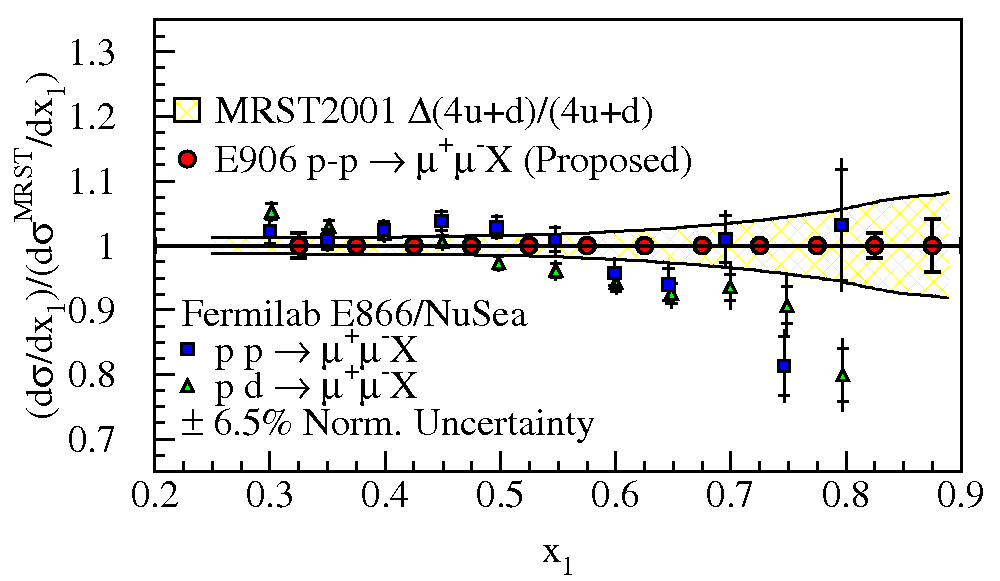 (dσ/dx₁)/(dσᴹᴿˢᵀ/dx₁)
1.3
1.2
1.1
1
0.9
0.8
0.7
MRST2001 Δ(4u+d)/(4u+d)
E906 p-p → μ⁺μ⁻X (Proposed)
Fermilab E866/NuSea
p p → μ⁺μ⁻X
p d → μ⁺μ⁻X
± 6.5% Norm. Uncertainty
0.2 0.3 0.4 0.5 0.6 0.7 0.8 0.9
x₁